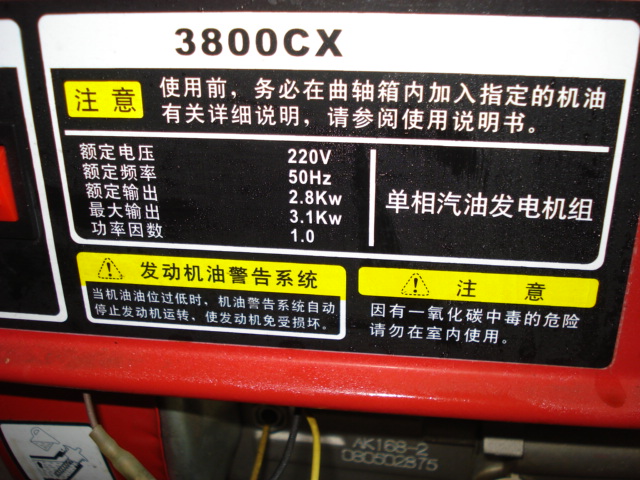 3800CX
注意
使用前，务必在曲轴箱内加入指定的机油
有关详细说明，请参阅使用说明书。
额定电压 220V
额定频率 50Hz
额定输出 2.8Kw
最大输出 3.1Kw
功率因数 1.0
单相汽油发电机组
发动机油警告系统
当机油油位过低时、机油警告系统自动
停止发动机运转、使发动机免受损坏。
注意
因有一氧化碳中毒的危险
请勿在室内使用。
AK168-2
080502875